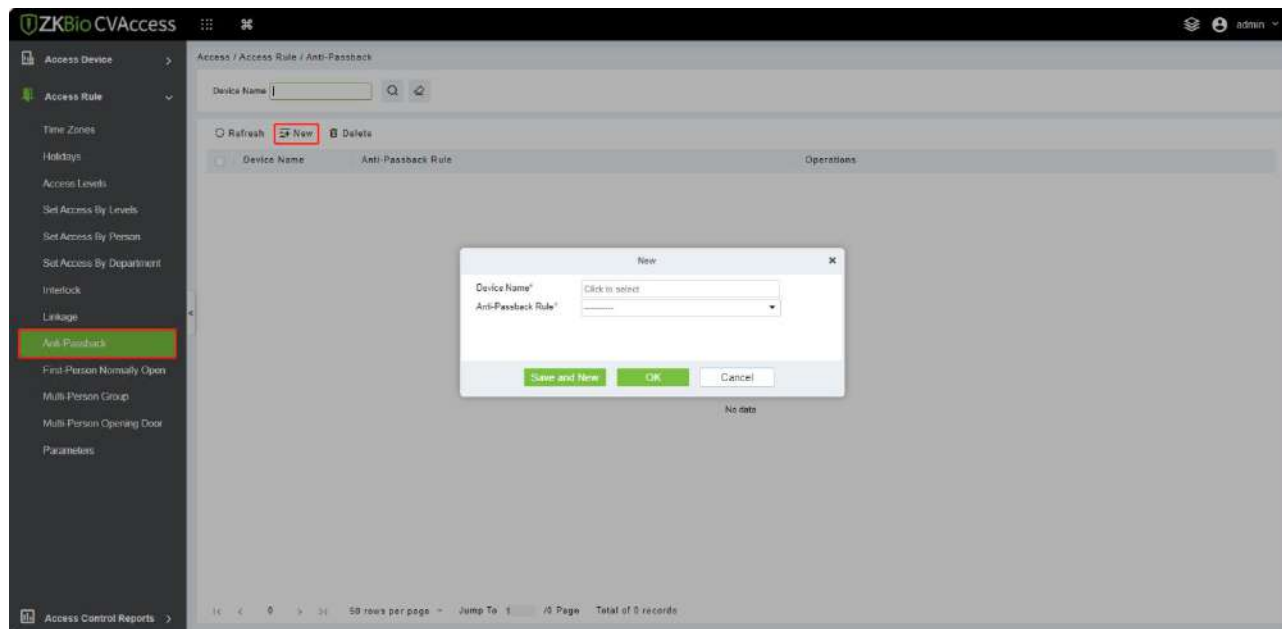 ZKBio CVAccess
admin
Access Device
Access / Access Rule / Anti-Passback
Access Rule
Device Name
Time Zones
Refresh New Delete
Holidays
Device Name Anti-Passback Rule Operations
Access Levels
Set Access By Levels
Set Access By Person
Set Access By Department
Interlock
Linkage
Anti-Passback
First-Person Normally Open
Multi-Person Group
Multi-Person Opening Door
Parameters
New
Device Name* Click to select
Anti-Passback Rule* ---------
Save and New OK Cancel
No data
Access Control Reports
0 50 rows per page Jump To 1 /0 Page Total of 0 records